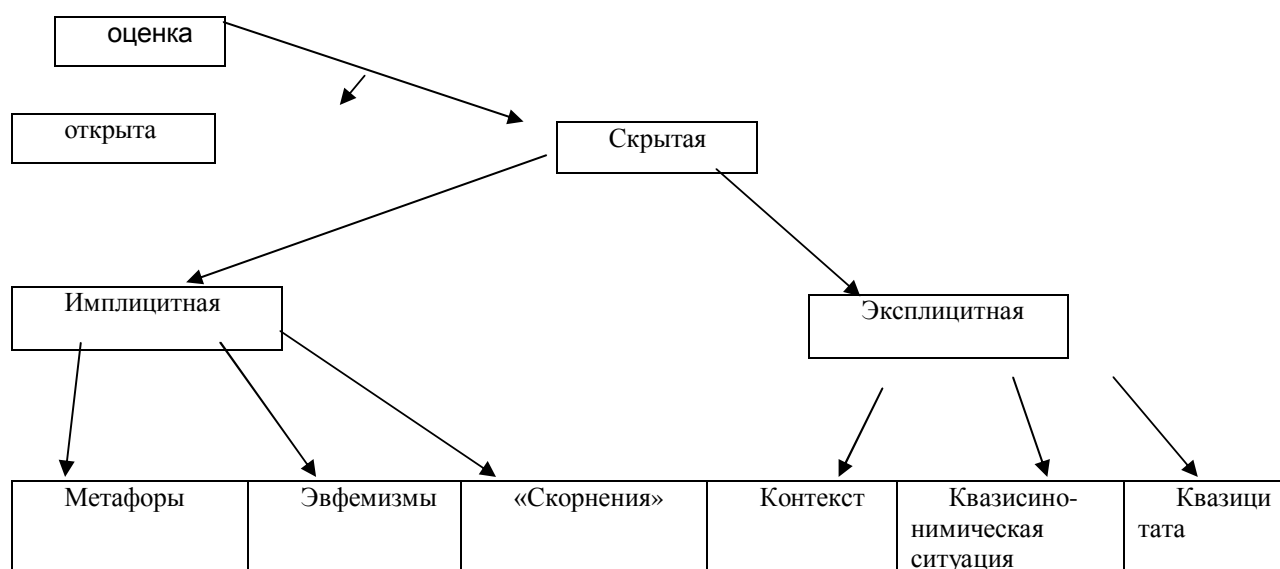 оценка
открыта
Скрытая
Имплицитная
Эксплицитная
Метафоры
Эвфемизмы
«Скорнения»
Контекст
Квазисино-
нимическая
ситуация
Квазици
тата